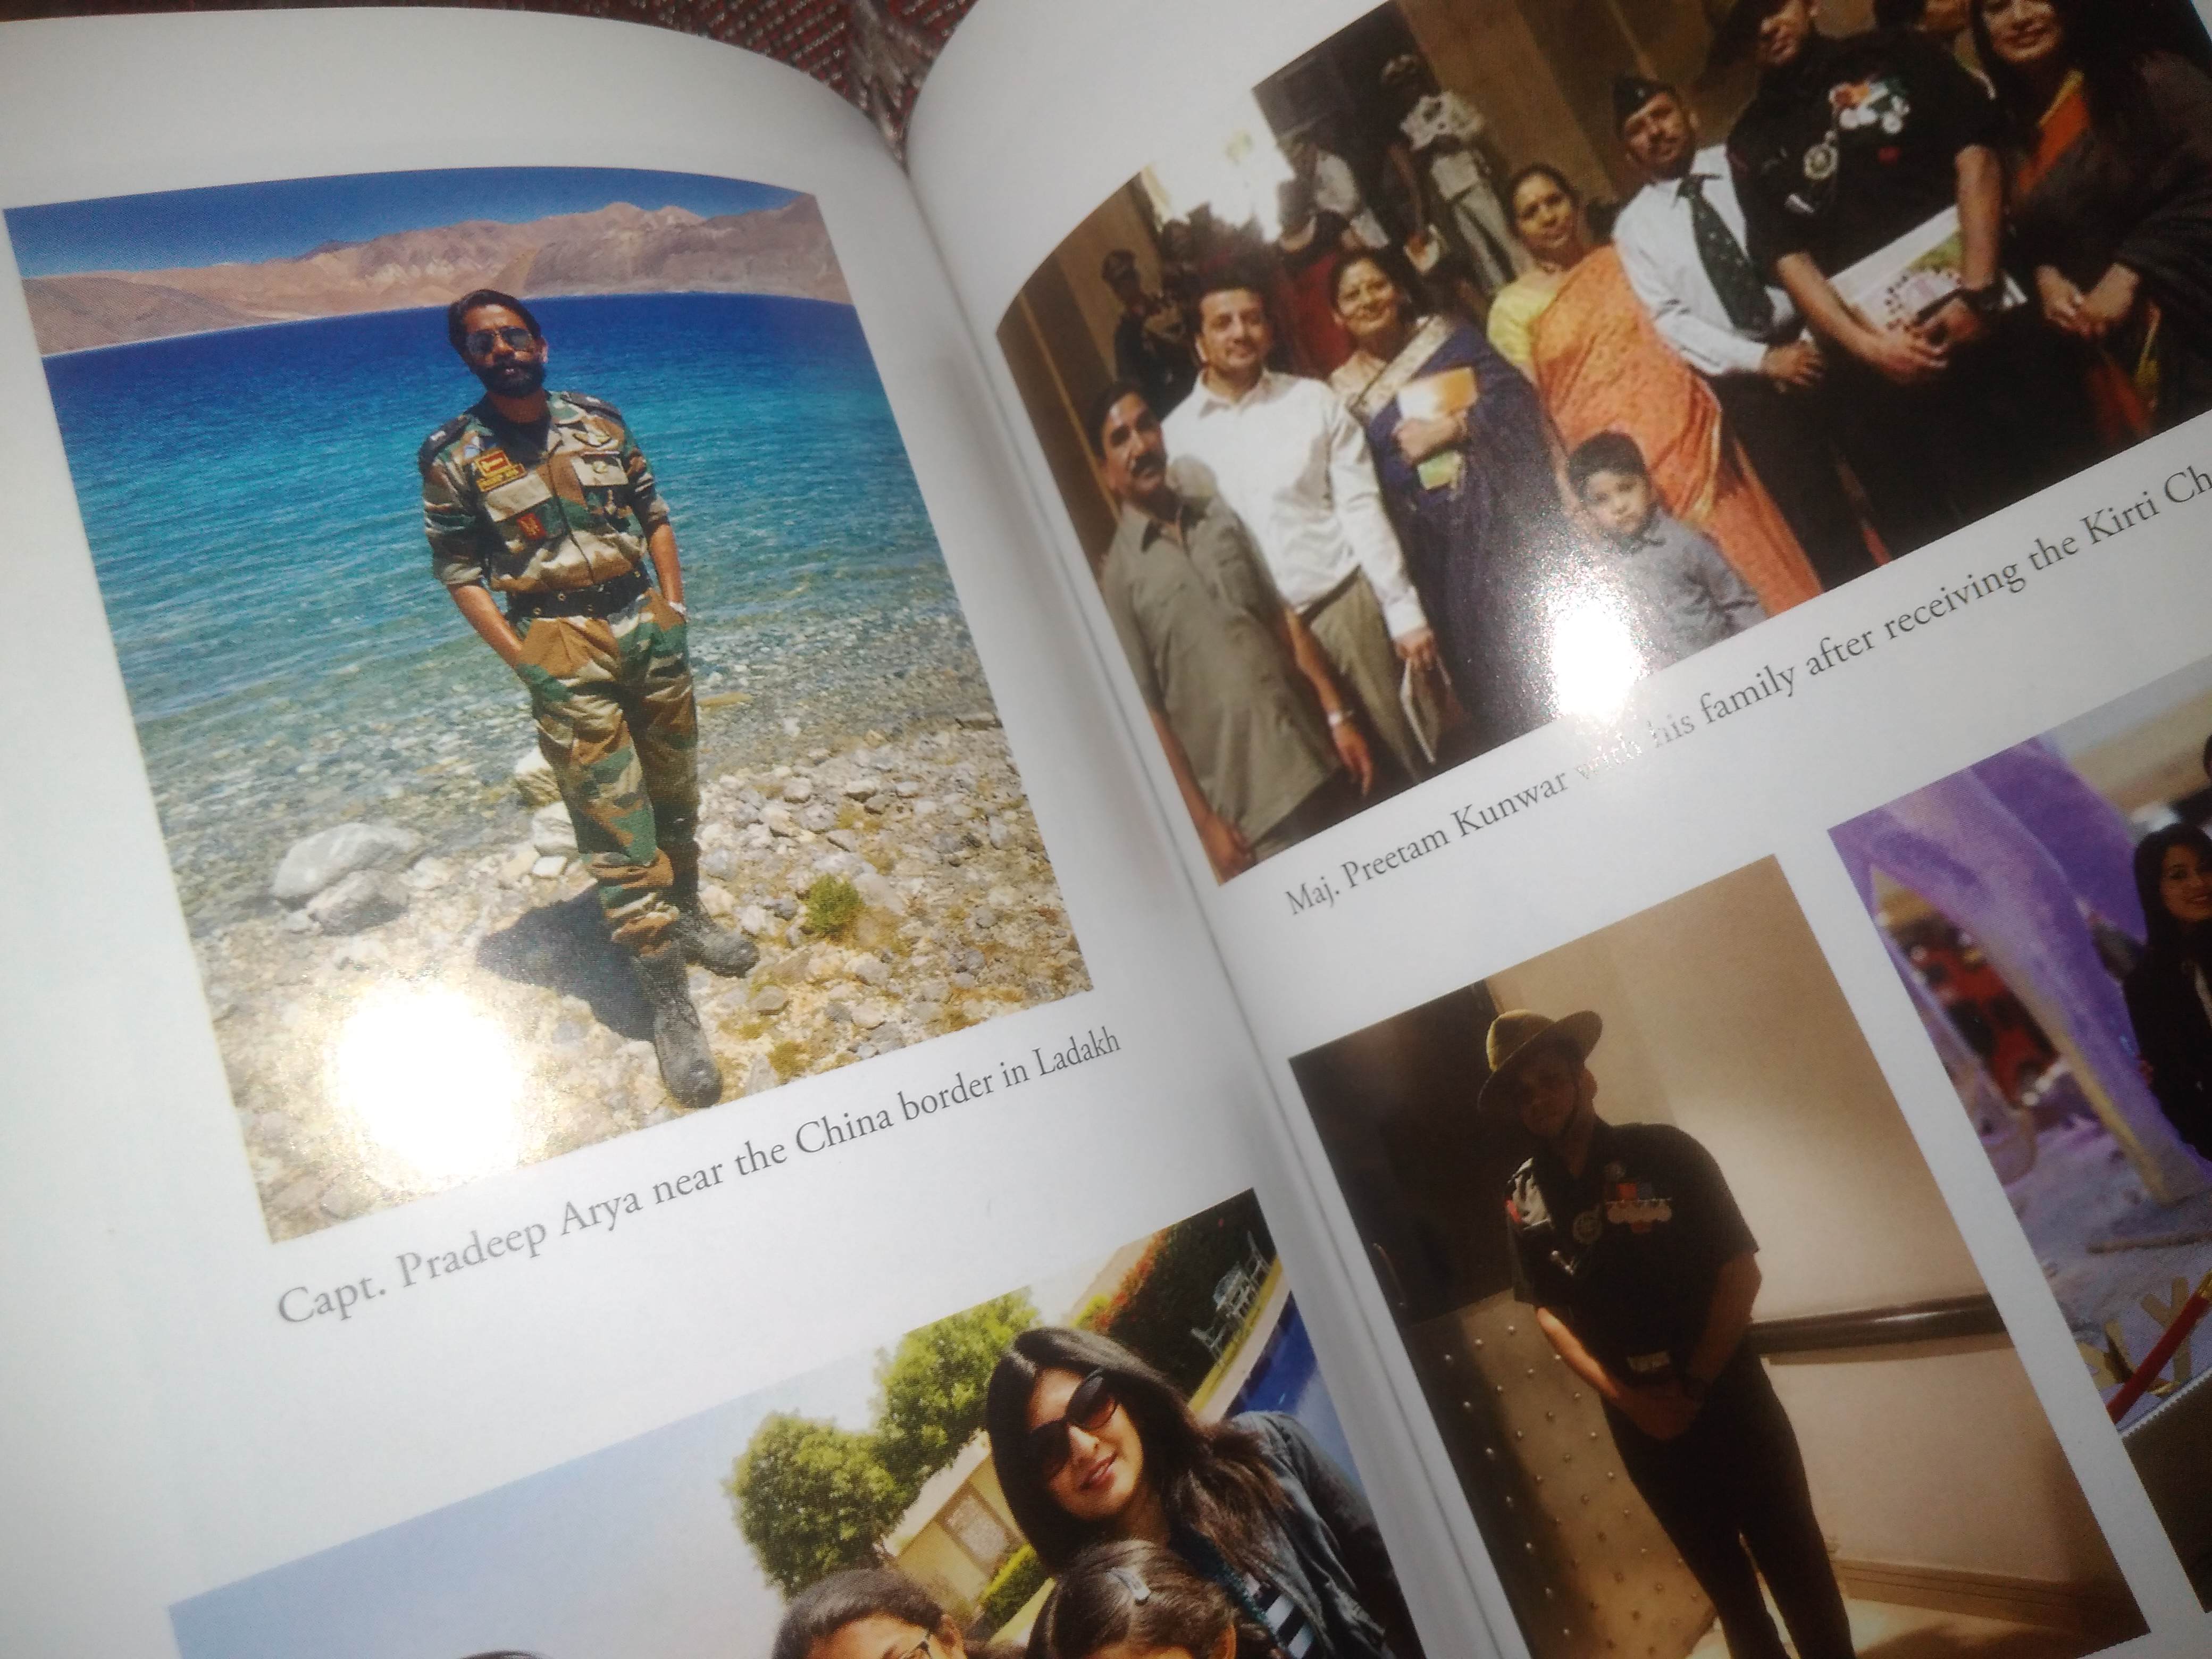 Capt. Pradeep Arya near the China border in Ladakh
Maj. Preetam Kunwar with his family after receiving the Kirti Ch